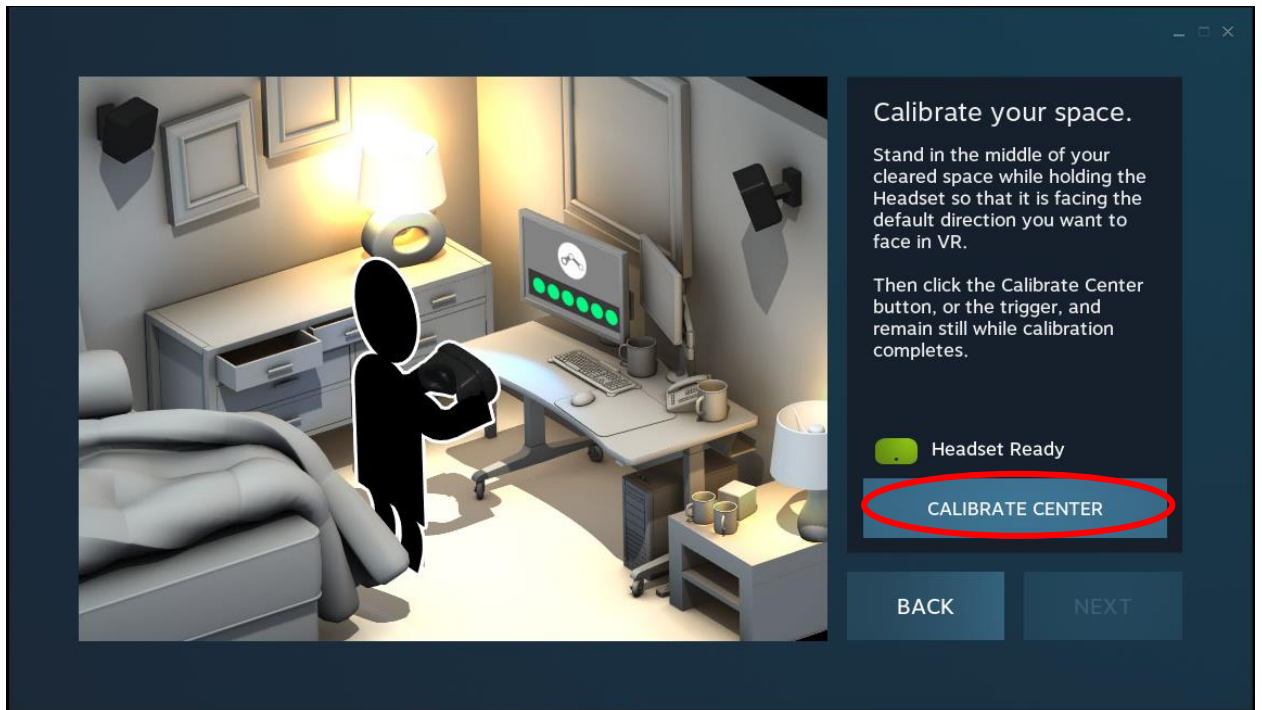 Calibrate your space.
Stand in the middle of your
cleared space while holding the
Headset so that it is facing the
default direction you want to
face in VR.
Then click the Calibrate Center
button, or the trigger, and
remain still while calibration
completes.
Headset Ready
CALIBRATE CENTER
BACK
NEXT